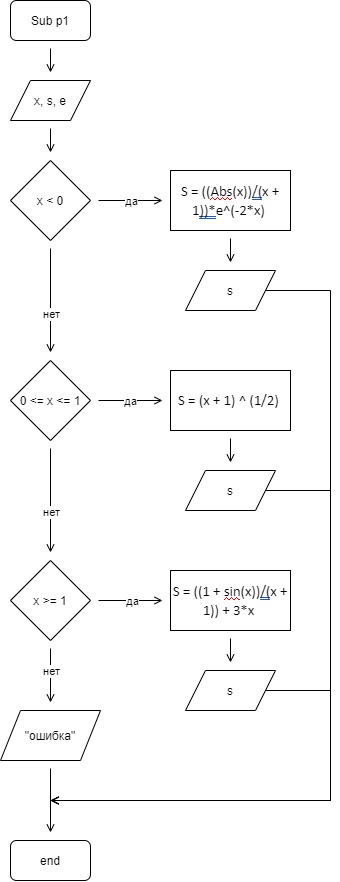 Sub p1
x, s, e
x < 0
да
S = ((Abs(x))/(x +
1))*e^(-2*x)
s
нет
0 <= x <= 1
да
S = (x + 1) ^ (1/2)
s
нет
x >= 1
да
S = ((1 + sin(x))/(x +
1)) + 3*x
s
нет
"ошибка"
end